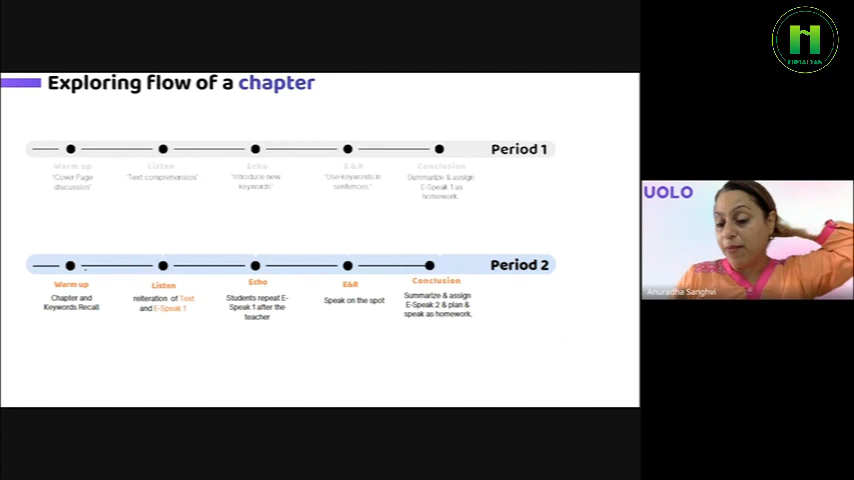 Exploring flow of a chapter
Period 1
Warm up
'Cover Page
discussion'
Listen
'Text comprehension'
Echo
'Introduce new
keywords'
E&R
'Use keywords in
sentences.'
Conclusion
Summarize & assign
E-Speak 1 as
homework.
Period 2
Warm up
Chapter and
Keywords Recall
Listen
reiteration of Text
and E-Speak 1
Echo
Students repeat E-
Speak 1 after the
teacher
E&R
Speak on the spot
Conclusion
Summarize & assign
E-Speak 2 & plan &
speak as homework.
UOLO
Anuradha Sanghvi